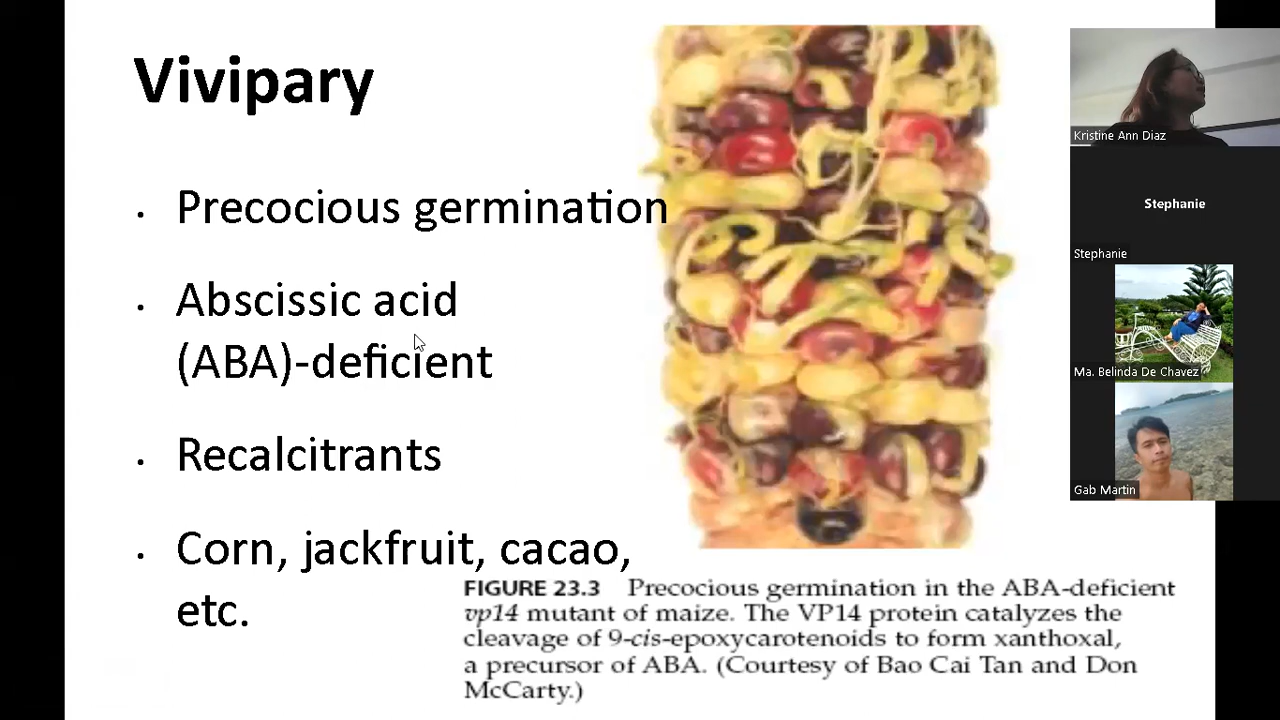 Vivipary
· Precocious germination
· Abscissic acid
(ABA)-deficient
· Recalcitrants
· Corn, jackfruit, cacao,
etc.
FIGURE 23.3 Precocious germination in the ABA-deficient
vp14 mutant of maize. The VP14 protein catalyzes the
cleavage of 9-cis-epoxycarotenoids to form xanthoxal,
a precursor of ABA. (Courtesy of Bao Cai Tan and Don
McCarty.)
Kristine Ann Diaz
Stephanie
Stephanie
Ma. Belinda De Chavez
Gab Martin